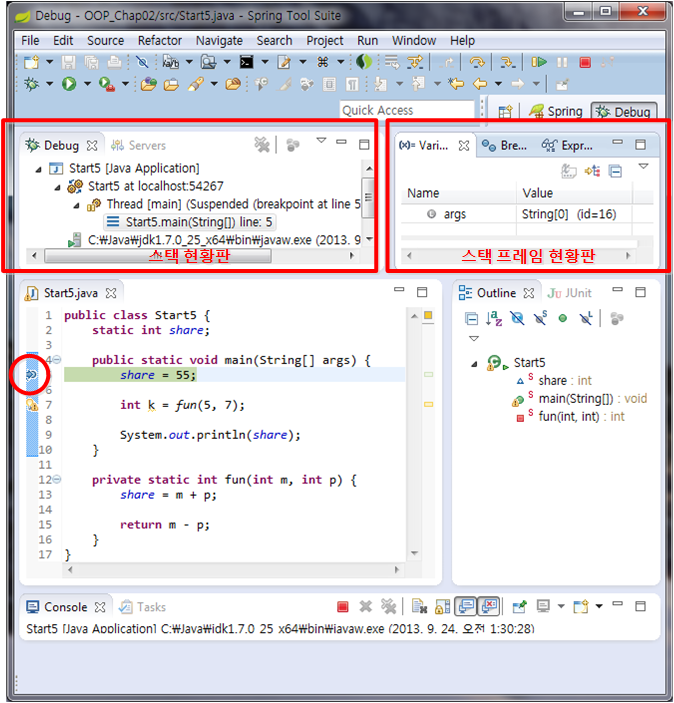 Debug - OOP_Chap02/src/Start5.java - Spring Tool Suite
File Edit Source Refactor Navigate Search Project Run Window Help
Quick Access
Spring Debug
Debug Servers
Start5 [Java Application]
Start5 at localhost:54267
Thread [main] (Suspended (breakpoint at line 5
Start5.main(String[]) line: 5
C:₩Java₩jdk1.7.0_25_x64₩bin₩javaw.exe (2013. 9.
스택 현황판
(x)= Vari... Bre... Expr...
Name Value
args String[0] (id=16)
스택 프레임 현황판
Start5.java
1 public class Start5 {
2 static int share;
3
4 public static void main(String[] args) {
share = 55;
6
7 int k = fun(5, 7);
8
9 System.out.println(share);
10 }
11
12 private static int fun(int m, int p) {
13 share = m + p;
14
15 return m - p;
16 }
17 }
Outline JUnit
Start5
share : int
main(String[]) : void
fun(int, int) : int
Console Tasks
Start5 [Java Application] C:₩Java₩jdk1.7.0_25_x64₩bin₩javaw.exe (2013. 9. 24. 오전 1:30:28)